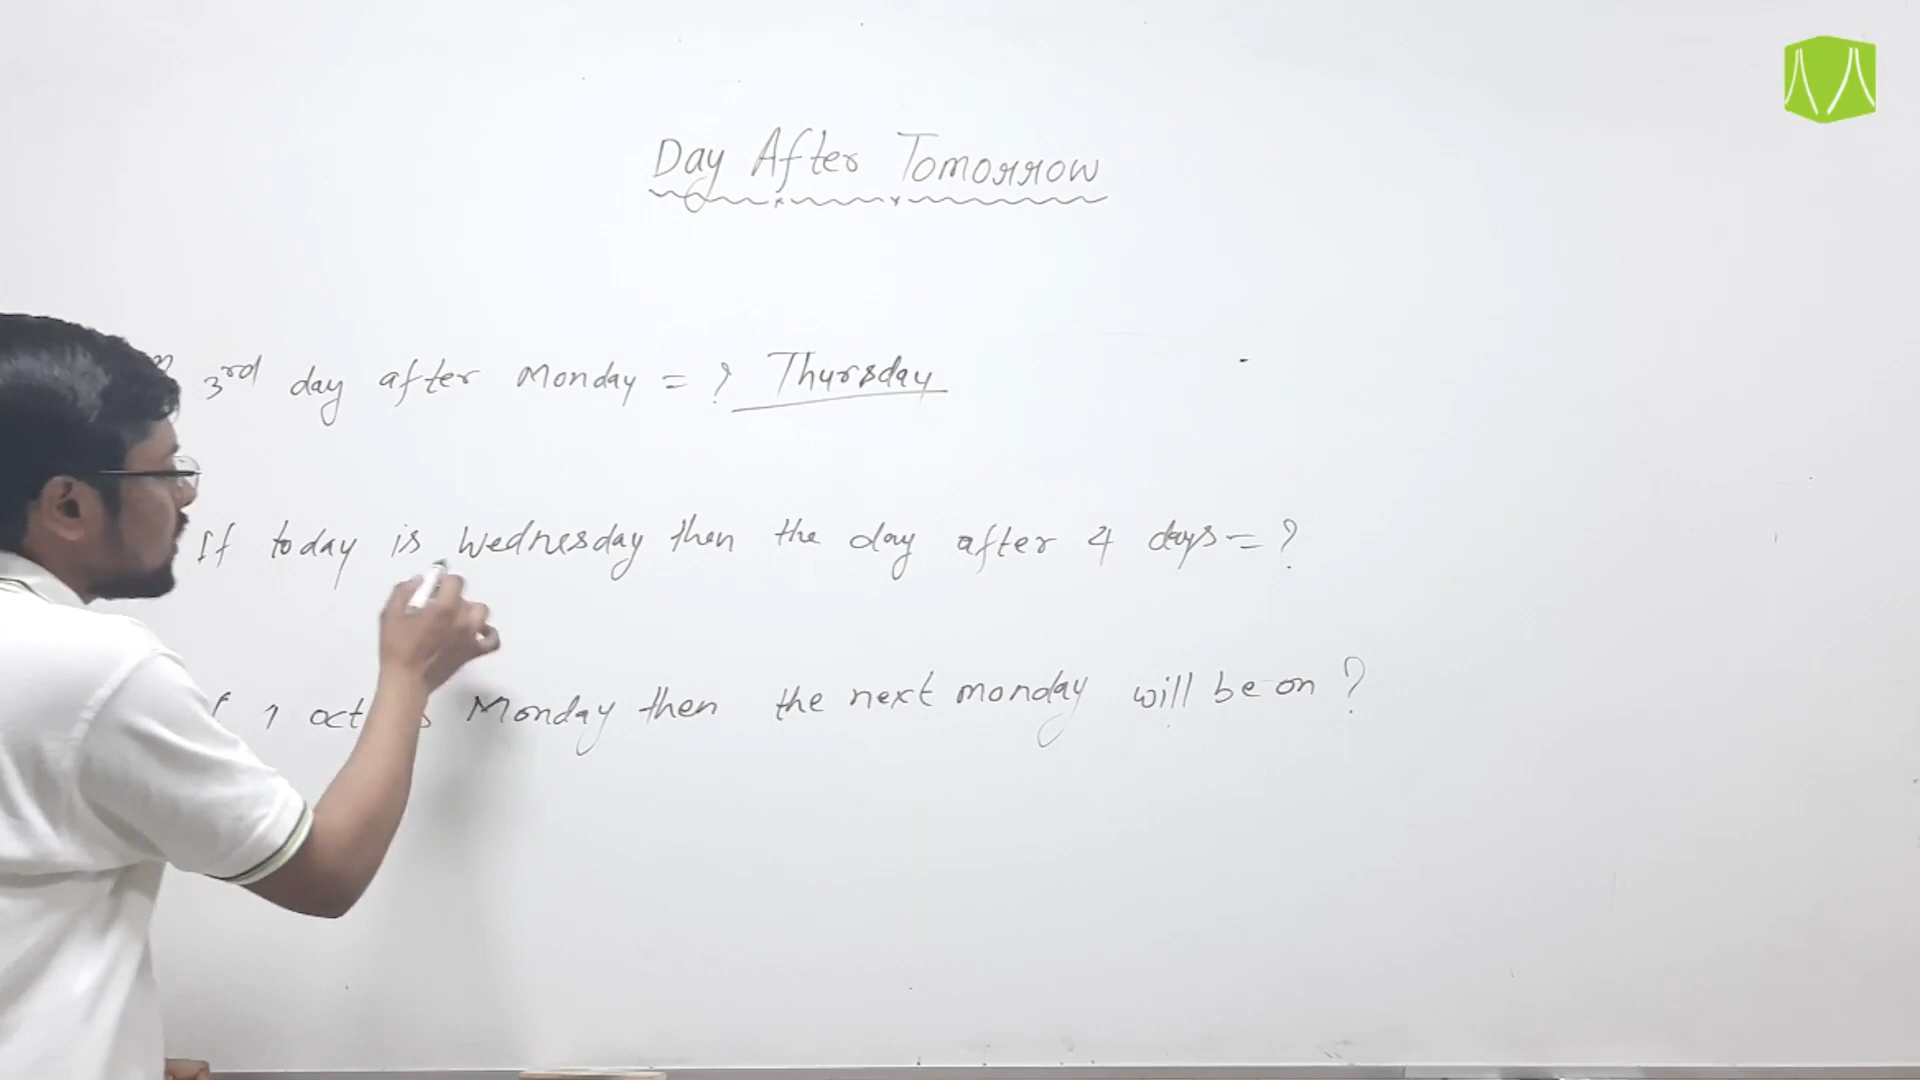 Day After Tomorrow
3rd day after Monday = ? Thursday
If today is Wednesday then the day after 4 days = ?
1 oct Monday then the next monday will be on ?